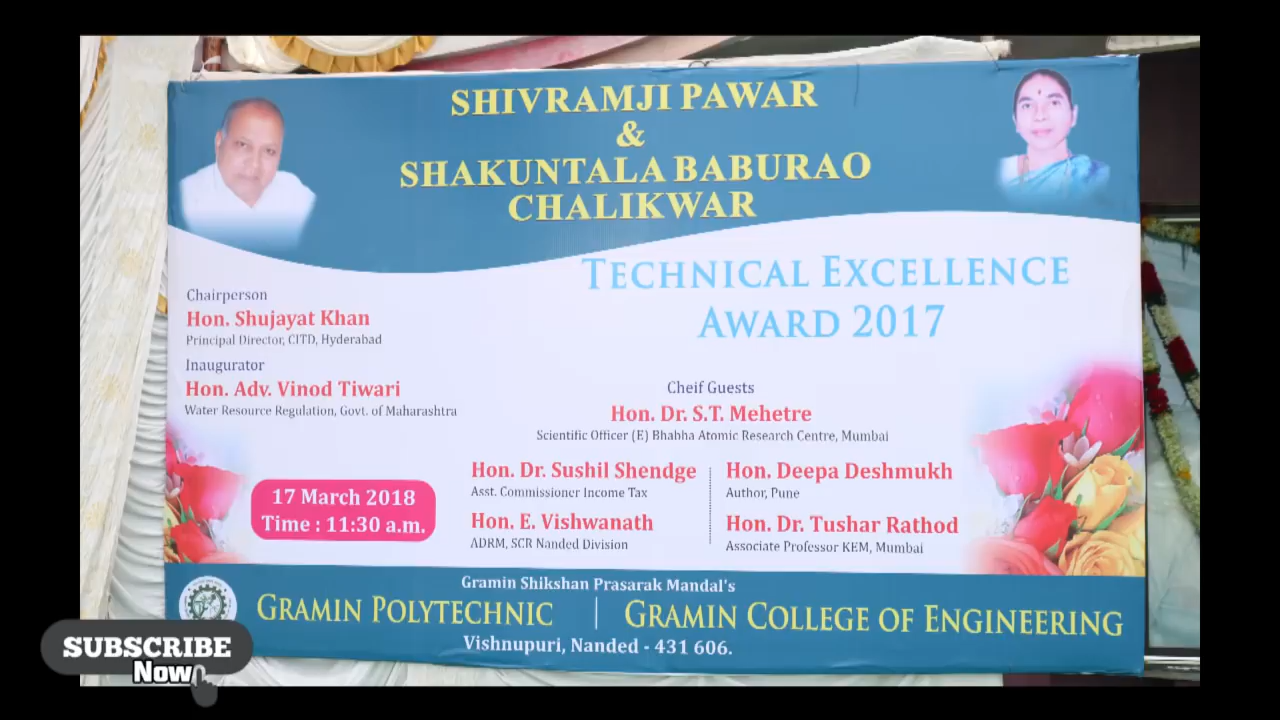 SHIVRAMJI PAWAR
&
SHAKUNTALA BABURAO
CHALIKWAR
TECHNICAL EXCELLENCE
AWARD 2017
Chairperson
Hon. Shujayat Khan
Principal Director, CITD, Hyderabad
Inaugurator
Hon. Adv. Vinod Tiwari
Water Resource Regulation, Govt. of Maharashtra
Cheif Guests
Hon. Dr. S.T. Mehetre
Scientific Officer (E) Bhabha Atomic Research Centre, Mumbai
Hon. Dr. Sushil Shendge
Asst. Commissioner Income Tax
Hon. Deepa Deshmukh
Author, Pune
Hon. E. Vishwanath
ADRM, SCR Nanded Division
Hon. Dr. Tushar Rathod
Associate Professor KEM, Mumbai
17 March 2018
Time : 11:30 a.m.
Gramin Shikshan Prasarak Mandal's
GRAMIN POLYTECHNIC | GRAMIN COLLEGE OF ENGINEERING
Vishnupuri, Nanded - 431 606.
SUBSCRIBE
Now